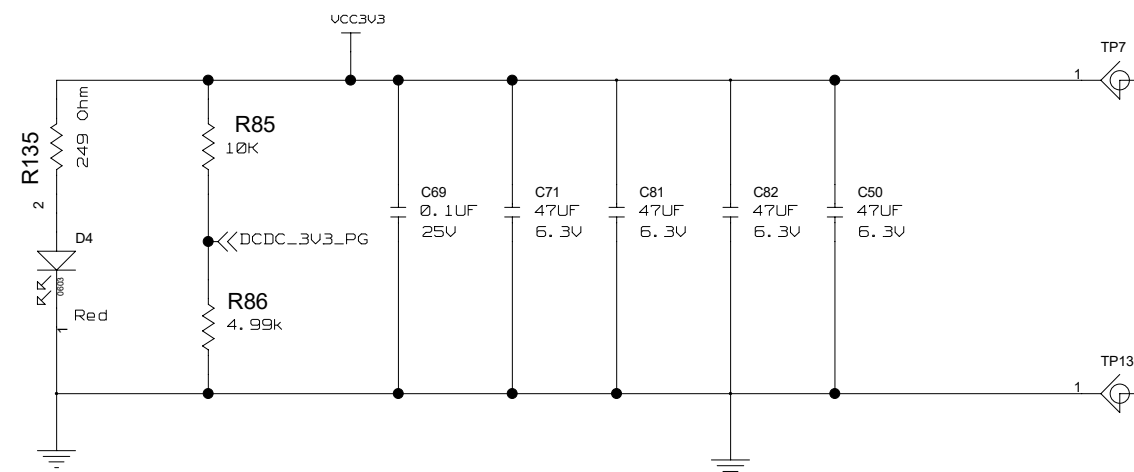 VCC3V3
TP7
1
R135
249 Ohm
R85
10K
2
C69
0.1UF
25V
C71
47UF
6.3V
C81
47UF
6.3V
C82
47UF
6.3V
C50
47UF
6.3V
D4
DCDC_3V3_PG
0603
R86
4.99k
Red
1
TP13
1